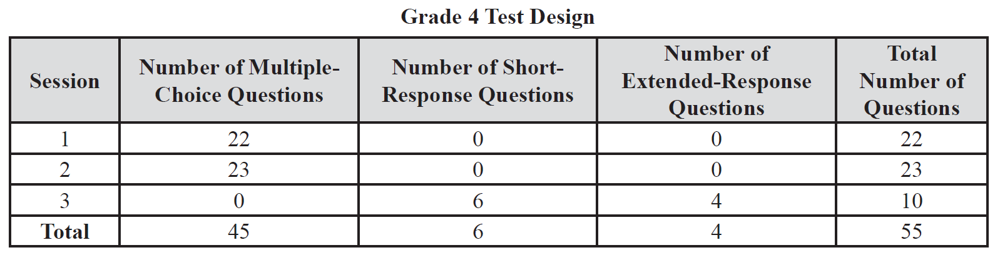 Grade 4 Test Design
Session
Number of Multiple-
Choice Questions
Number of Short-
Response Questions
Number of
Extended-Response
Questions
Total
Number of
Questions
1 22 0 0 22
2 23 0 0 23
3 0 6 4 10
Total 45 6 4 55